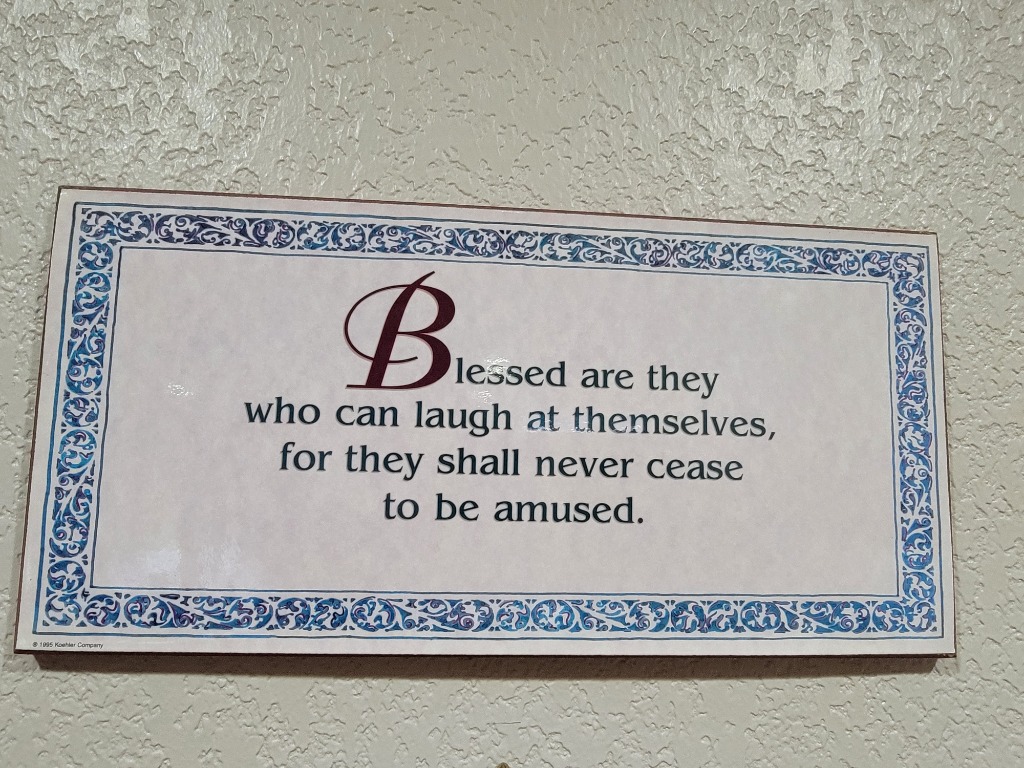 Blessed are they
who can laugh at themselves,
for they shall never cease
to be amused.
© 1995 Koehler Company